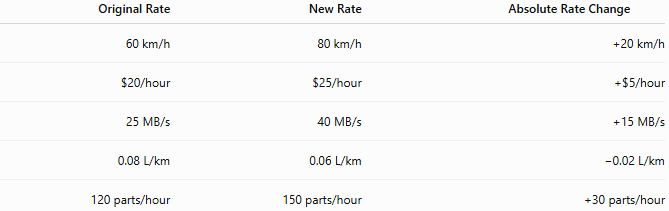 Original Rate New Rate Absolute Rate Change
60 km/h 80 km/h +20 km/h
$20/hour $25/hour +$5/hour
25 MB/s 40 MB/s +15 MB/s
0.08 L/km 0.06 L/km −0.02 L/km
120 parts/hour 150 parts/hour +30 parts/hour